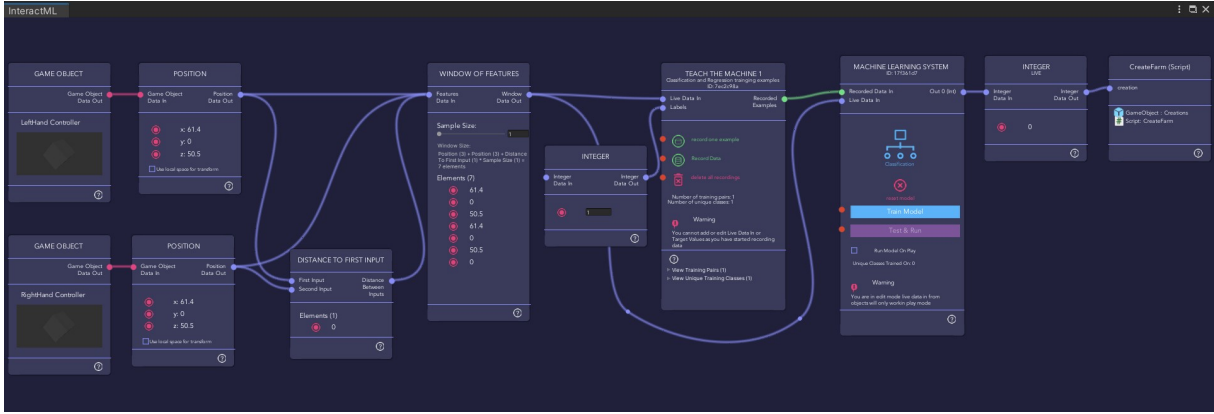 InteractML
GAME OBJECT
Game Object
Data Out
LeftHand Controller
POSITION
Game Object
Data In
Position
Data Out
x: 61.4
y: 0
z: 50.5
Use local space for transform
GAME OBJECT
Game Object
Data Out
RightHand Controller
POSITION
Game Object
Data In
Position
Data Out
x: 61.4
y: 0
z: 50.5
Use local space for transform
DISTANCE TO FIRST INPUT
First Input
Second Input
Distance
Between
Inputs
Elements (1)
0
WINDOW OF FEATURES
Features
Data In
Window
Data Out
Sample Size:
1
Window Size:
Position (3) + Position (3) + Distance
To First Input (1) * Sample Size (1) =
7 elements
Elements (7)
61.4
0
50.5
61.4
0
50.5
0
INTEGER
Integer
Data In
Integer
Data Out
1
TEACH THE MACHINE 1
Classification and Regression trainging examples
Live Data In
Labels
Recorded
Examples
record one example
Record Data
delete all recordings
Number of training pairs: 1
Number of unique classes: 1
Warning
You cannot add or edit Live Data In or
Target Values as you have started recording
data
View Training Pairs (1)
View Unique Training Classes (1)
MACHINE LEARNING SYSTEM
ID: 17f361d7
Recorded Data In
Live Data In
Out 0 (Int)
Classification
reset model
Train Model
Test & Run
Run Model On Play
Unique Classes Trained On: 0
Warning
You are in edit mode live data in from
objects will only work in play mode
INTEGER
LIVE
Integer
Data In
Integer
Data Out
0
CreateFarm (Script)
creation
GameObject : Creations
Script: CreateFarm